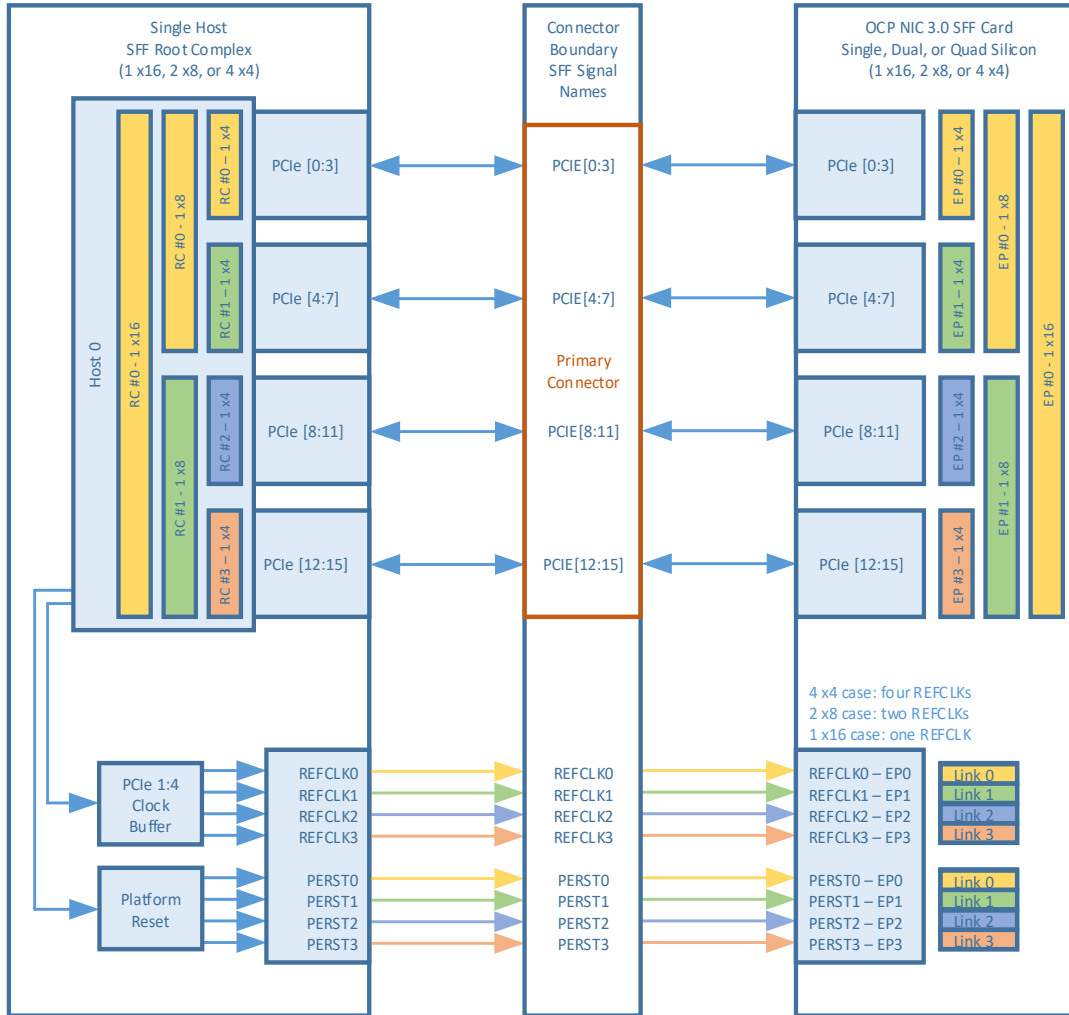 Single Host
SFF Root Complex
(1 x16, 2 x8, or 4 x4)
Connector
Boundary
SFF Signal
Names
OCP NIC 3.0 SFF Card
Single, Dual, or Quad Silicon
(1 x16, 2 x8, or 4 x4)
Host 0
RC #0 - 1 x16
RC #0 - 1 x8
RC #1 - 1 x8
RC #0 – 1 x4
RC #1 – 1 x4
RC #2 – 1 x4
RC #3 – 1 x4
PCIe [0:3]
PCIe [4:7]
PCIe [8:11]
PCIe [12:15]
PCIE[0:3]
PCIE[4:7]
Primary
Connector
PCIE[8:11]
PCIE[12:15]
PCIe [0:3]
PCIe [4:7]
PCIe [8:11]
PCIe [12:15]
EP #0 – 1 x4
EP #1 – 1 x4
EP #2 – 1 x4
EP #3 – 1 x4
EP #0 - 1 x8
EP #1 - 1 x8
EP #0 - 1 x16
4 x4 case: four REFCLKs
2 x8 case: two REFCLKs
1 x16 case: one REFCLK
PCIe 1:4
Clock
Buffer
Platform
Reset
REFCLK0
REFCLK1
REFCLK2
REFCLK3
PERST0
PERST1
PERST2
PERST3
REFCLK0
REFCLK1
REFCLK2
REFCLK3
PERST0
PERST1
PERST2
PERST3
REFCLK0 – EP0
REFCLK1 – EP1
REFCLK2 – EP2
REFCLK3 – EP3
PERST0 – EP0
PERST1 – EP1
PERST2 – EP2
PERST3 – EP3
Link 0
Link 1
Link 2
Link 3
Link 0
Link 1
Link 2
Link 3